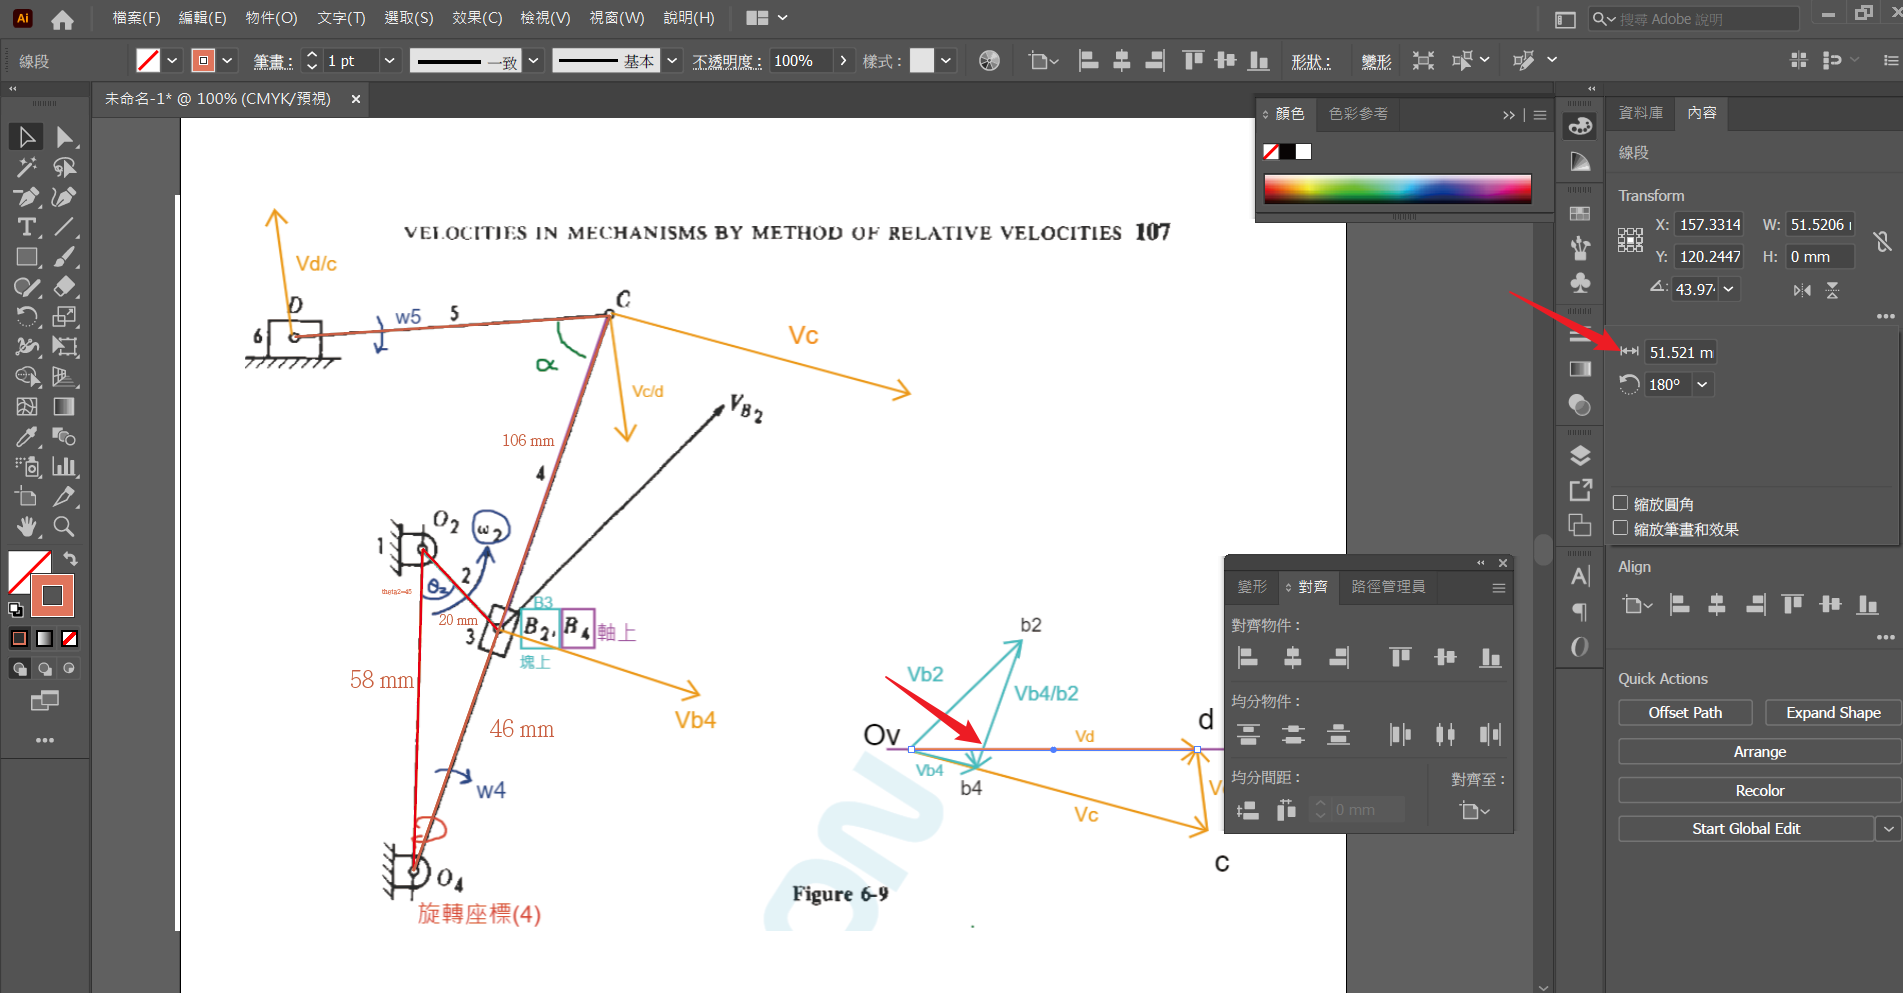 Ai
檔案(F) 編輯(E) 物件(O) 文字(T) 選取(S) 效果(C) 檢視(V) 視窗(W) 說明(H)
搜尋 Adobe 說明
線段
筆畫：
1 pt
一致
基本
不透明度：
100%
樣式：
形狀：
變形
未命名-1* @ 100% (CMYK/預視)
VELOCITIES IN MECHANISMS BY METHOD OF RELATIVE VELOCITIES 107
Vd/c
D
C
w5
5
6
Vc
α
Vc/d
VB2
106 mm
4
O2
ω2
1
2
θ2
theta2=45
20 mm
B3
3
B2, B4
軸上
塊上
58 mm
Vb4
46 mm
w4
O4
旋轉座標(4)
b2
Vb2
Vb4/b2
Ov
d
Vd
Vb4
b4
Vc
c
Figure 6-9
顏色 色彩參考
變形 對齊 路徑管理員
對齊物件：
均分物件：
均分間距：
對齊至：
0 mm
資料庫 內容
線段
Transform
X: 157.3314 W: 51.5206
Y: 120.2447 H: 0 mm
43.974
51.521 m
180°
縮放圓角
縮放筆畫和效果
Align
Quick Actions
Offset Path
Expand Shape
Arrange
Recolor
Start Global Edit